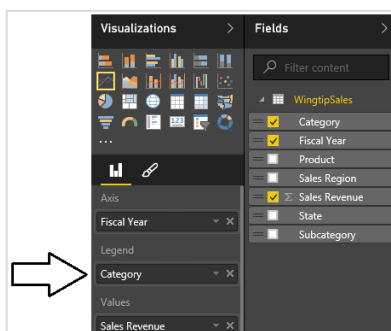 Visualizations
Fields
Filter content
WingtipSales
Category
Fiscal Year
Product
Sales Region
Σ Sales Revenue
State
Subcategory
123
...
Axis
Fiscal Year
Legend
Category
Values
Sales Revenue